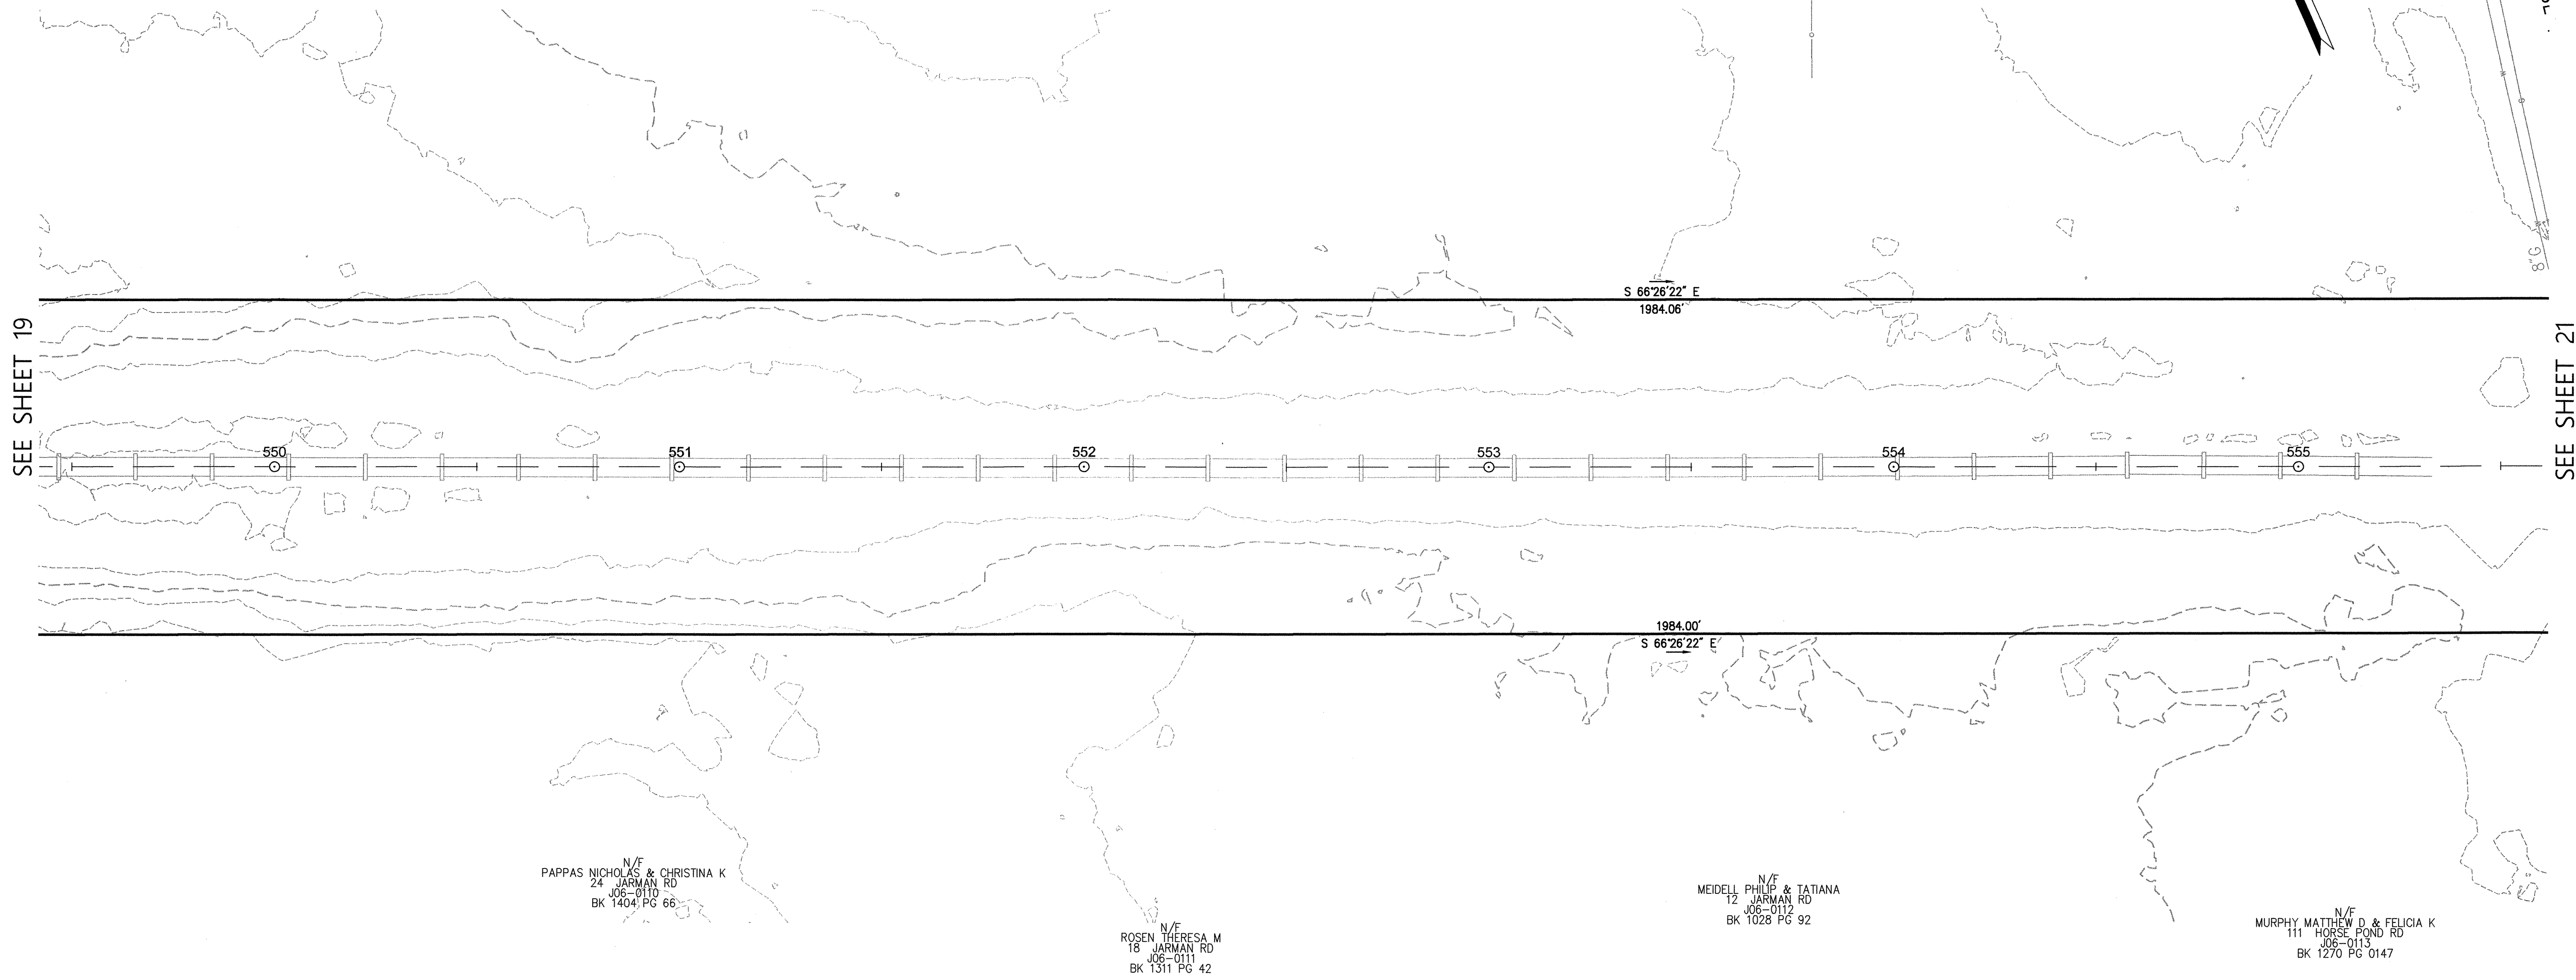 8"G
SEE SHEET 19
S 66°26'22" E
1984.06'
SEE SHEET 21
550
551
552
553
554
555
1984.00'
S 66°26'22" E
N/F
PAPPAS NICHOLAS & CHRISTINA K
24 JARMAN RD
J06-0110
BK 1404 PG 66
N/F
ROSEN THERESA M
18 JARMAN RD
J06-0111
BK 1311 PG 42
N/F
MEIDELL PHILIP & TATIANA
12 JARMAN RD
J06-0112
BK 1028 PG 92
N/F
MURPHY MATTHEW D & FELICIA K
111 HORSE POND RD
J06-0113
BK 1270 PG 0147